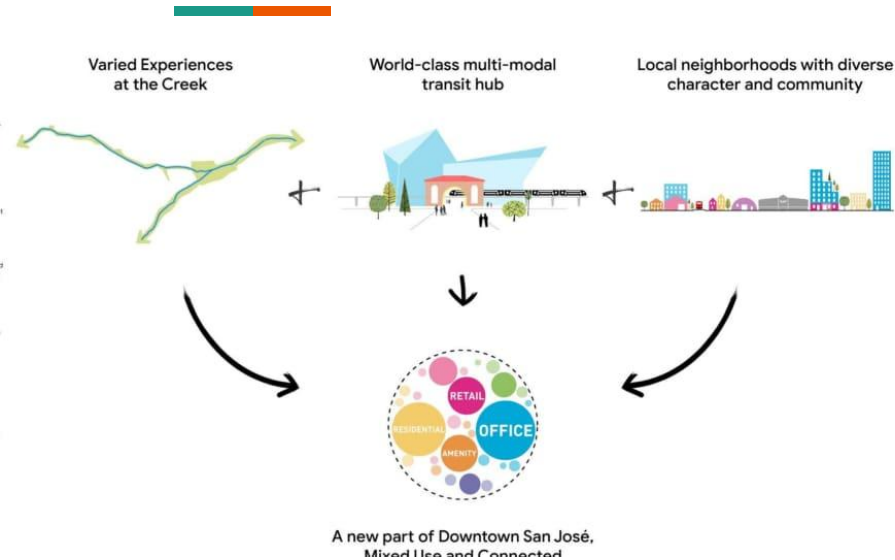 Varied Experiences
at the Creek
World-class multi-modal
transit hub
Local neighborhoods with diverse
character and community
RETAIL
RESIDENTIAL
OFFICE
AMENITY
A new part of Downtown San José,
Mixed Use and Connected